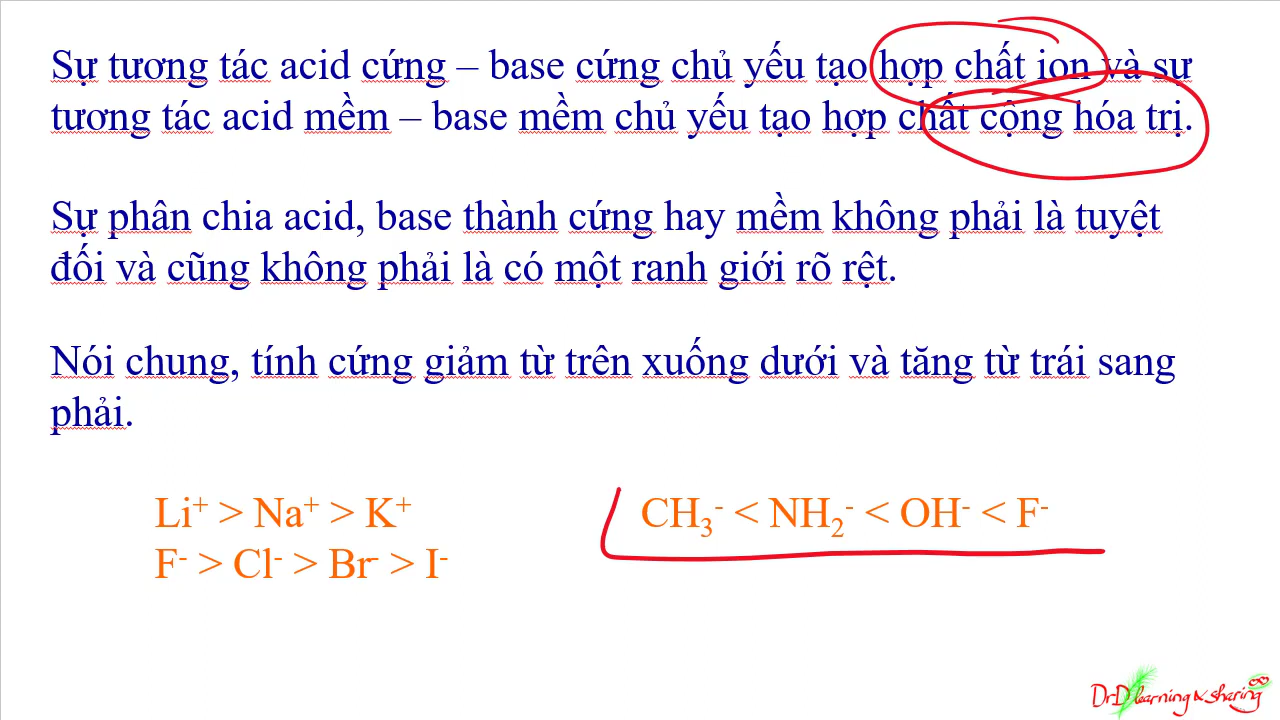 Sự tương tác acid cứng – base cứng chủ yếu tạo hợp chất ion và sự
tương tác acid mềm – base mềm chủ yếu tạo hợp chất cộng hóa trị.
Sự phân chia acid, base thành cứng hay mềm không phải là tuyệt
đối và cũng không phải là có một ranh giới rõ rệt.
Nói chung, tính cứng giảm từ trên xuống dưới và tăng từ trái sang
phải.
Li⁺ > Na⁺ > K⁺
CH₃⁻ < NH₂⁻ < OH⁻ < F⁻
F⁻ > Cl⁻ > Br⁻ > I⁻
DrD learning & sharing